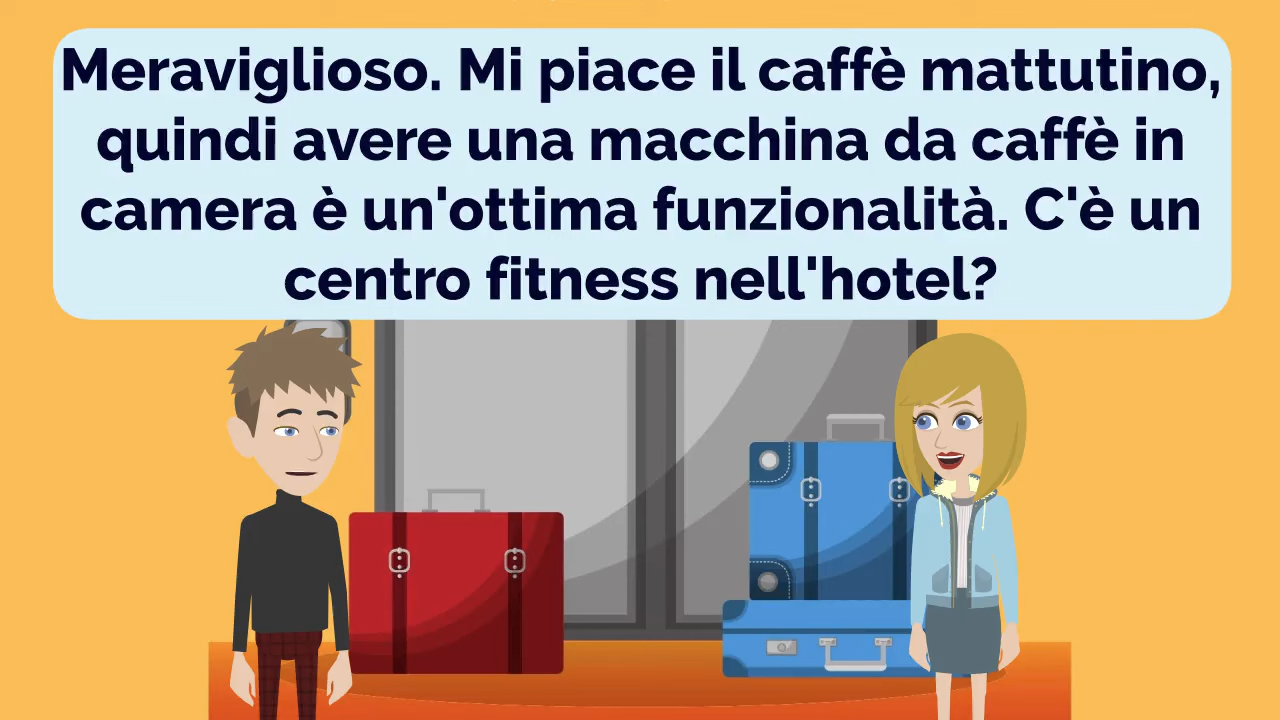 Meraviglioso. Mi piace il caffè mattutino,
quindi avere una macchina da caffè in
camera è un'ottima funzionalità. C'è un
centro fitness nell'hotel?